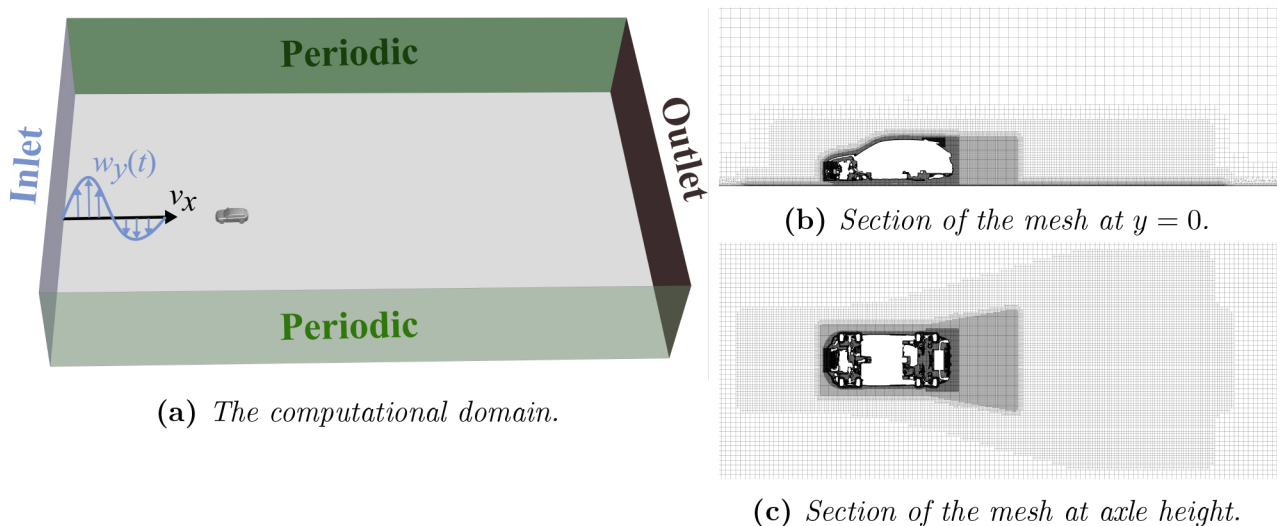 Periodic
Inlet
w_y(t)
v_x
Outlet
Periodic
(a) The computational domain.
(b) Section of the mesh at y = 0.
(c) Section of the mesh at axle height.